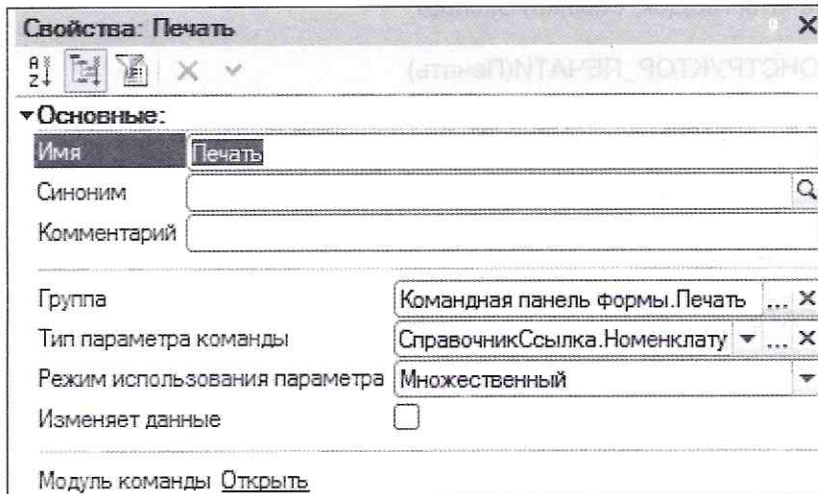 Свойства: Печать
Основные:
Имя Печать
Синоним
Комментарий
Группа Командная панель формы.Печать ...
Тип параметра команды СправочникСсылка.Номенклату ...
Режим использования параметра Множественный
Изменяет данные
Модуль команды Открыть